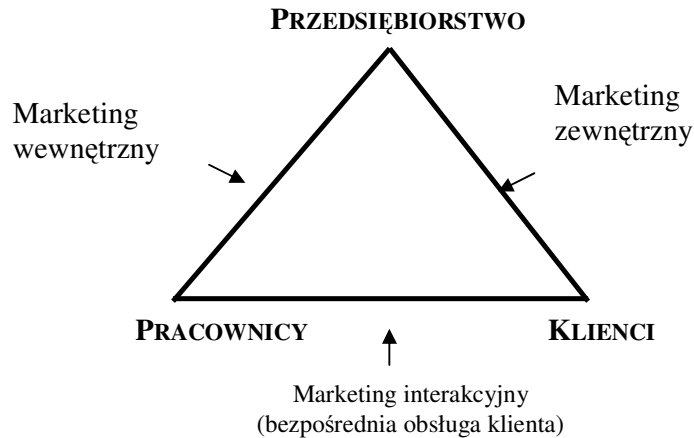 PRZEDSIĘBIORSTWO
Marketing
wewnętrzny
Marketing
zewnętrzny
PRACOWNICY
KLIENCI
Marketing interakcyjny
(bezpośrednia obsługa klienta)